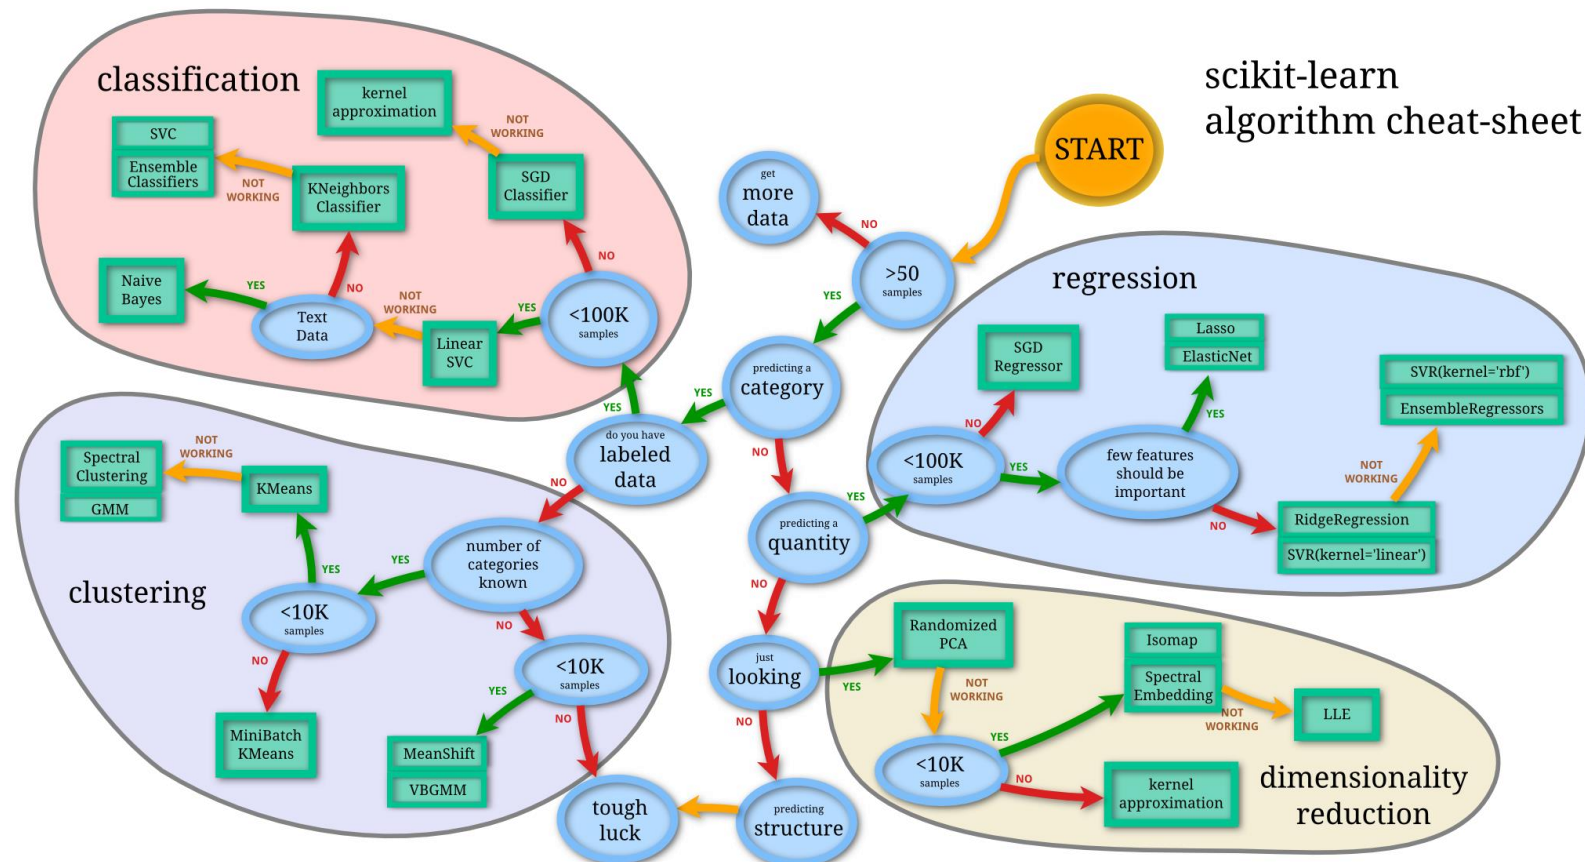 scikit-learn
algorithm cheat-sheet
START
classification
kernel
approximation
NOT
WORKING
SVC
Ensemble
Classifiers
NOT
WORKING
KNeighbors
Classifier
SGD
Classifier
NO
NO
Naive
Bayes
YES
Text
Data
NOT
WORKING
Linear
SVC
YES
<100K
samples
get
more
data
NO
>50
samples
YES
predicting a
category
YES
NO
YES
do you have
labeled
data
NO
regression
SGD
Regressor
NO
Lasso
ElasticNet
YES
SVR(kernel='rbf')
EnsembleRegressors
NOT
WORKING
<100K
samples
YES
few features
should be
important
NO
RidgeRegression
SVR(kernel='linear')
YES
predicting a
quantity
NO
clustering
Spectral
Clustering
GMM
NOT
WORKING
KMeans
YES
number of
categories
known
YES
NO
<10K
samples
NO
MiniBatch
KMeans
<10K
samples
YES
NO
MeanShift
VBGMM
just
looking
YES
NO
tough
luck
predicting
structure
dimensionality
reduction
Randomized
PCA
NOT
WORKING
<10K
samples
YES
NO
Isomap
Spectral
Embedding
NOT
WORKING
LLE
kernel
approximation